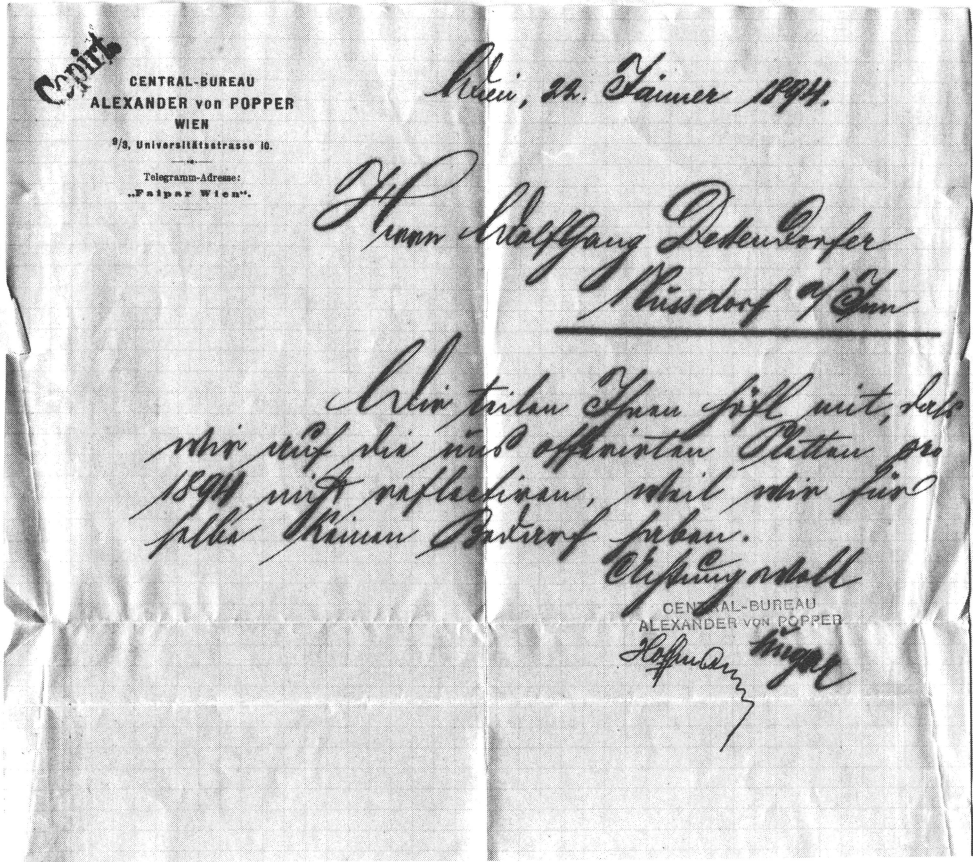 Copirt
CENTRAL-BUREAU
ALEXANDER von POPPER
WIEN
9/3, Universitätsstrasse 10.
Telegramm-Adresse:
„Palpar Wien“.
Wien, 22. Jänner 1894.
Herrn Wolfgang Dettendorfer
Nussdorf a/Inn
Wir teilen Ihnen höfl mit, daß
wir auf die uns offerirten Pletten pro
1894 nicht reflectiren, weil wir für
selbe keinen Bedarf haben.
Achtungsvoll
CENTRAL-BUREAU
ALEXANDER VON POPPER
Hoffmann